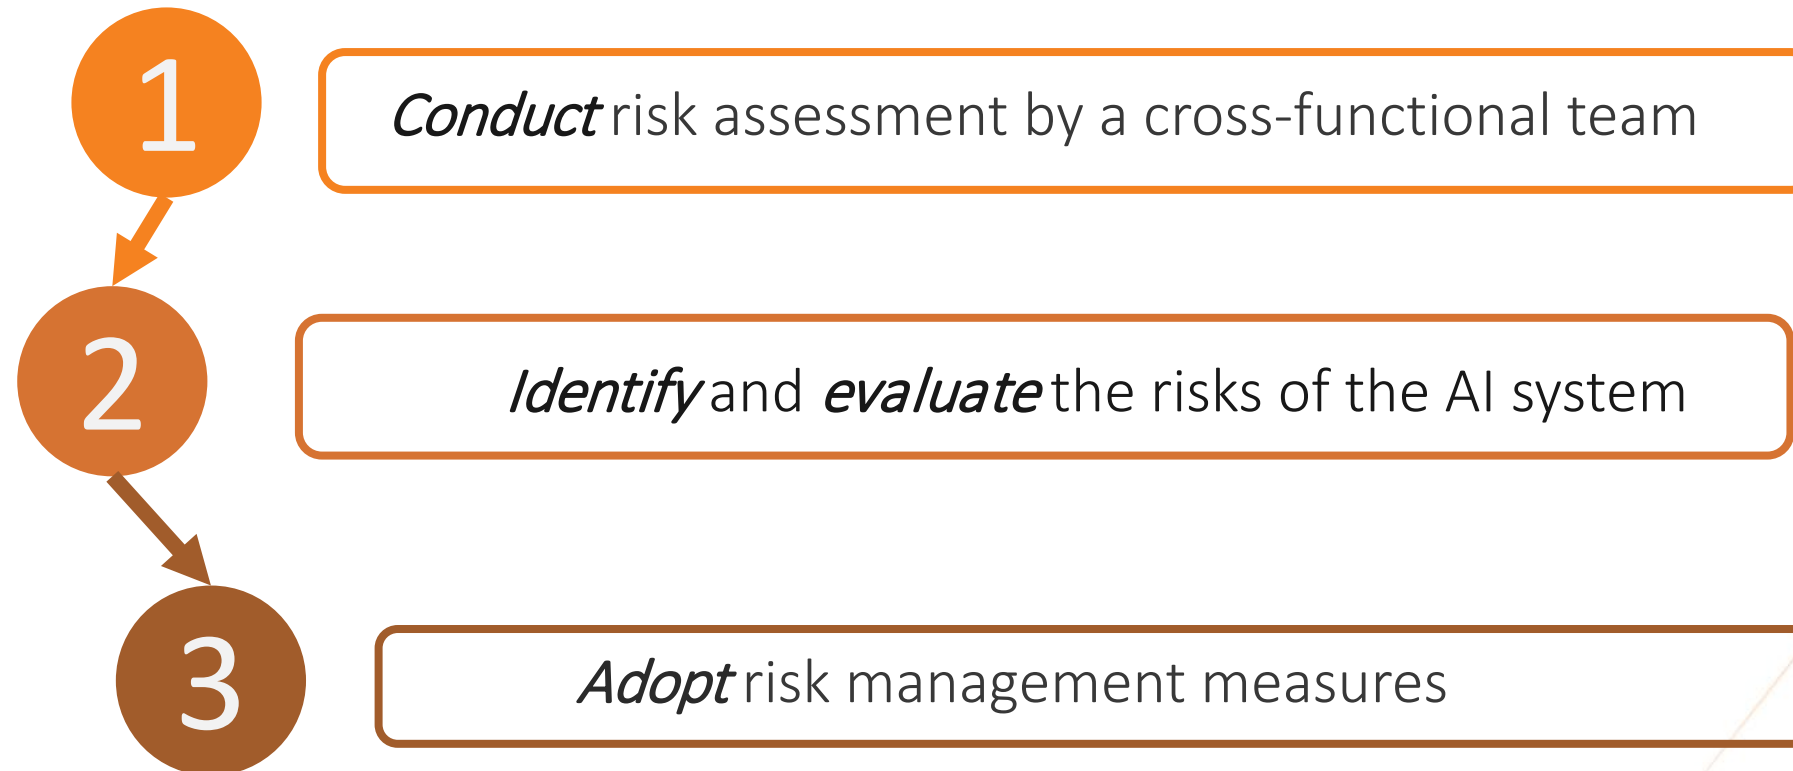 1
Conduct risk assessment by a cross-functional team
2
Identify and evaluate the risks of the AI system
3
Adopt risk management measures